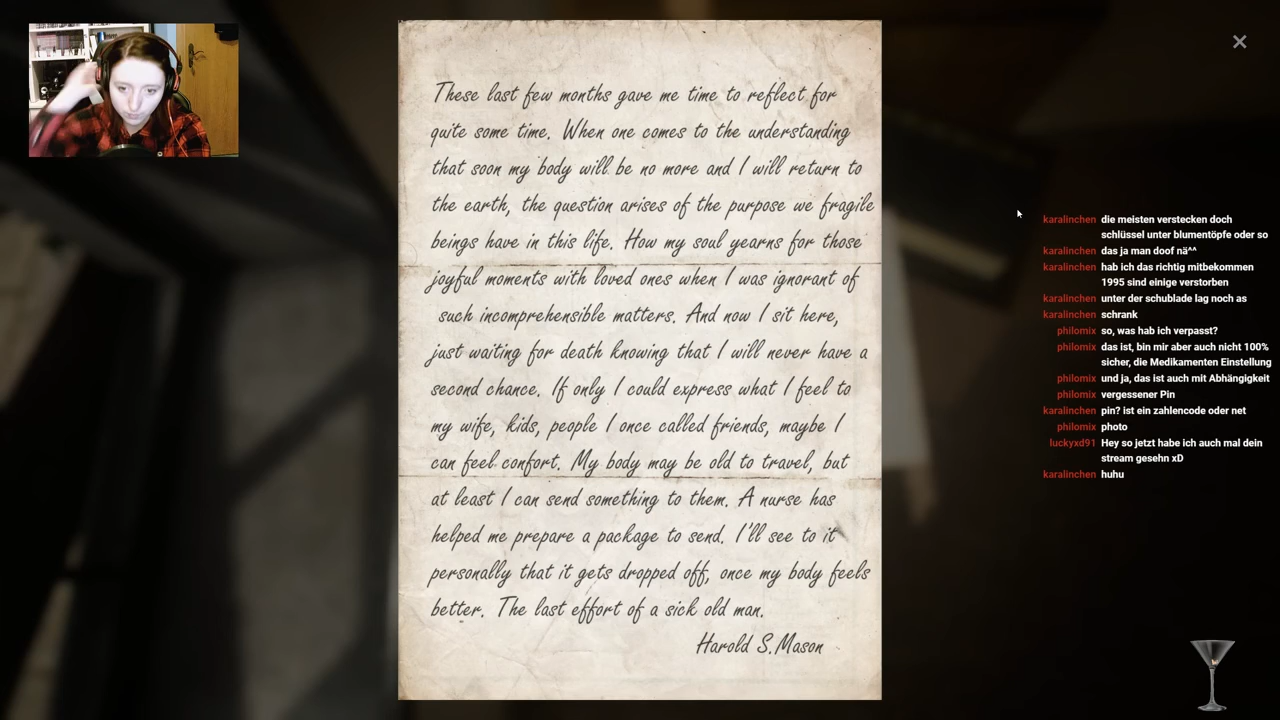 These last few months gave me time to reflect for
quite some time. When one comes to the understanding
that soon my body will be no more and I will return to
the earth, the question arises of the purpose we fragile
beings have in this life. How my soul yearns for those
joyful moments with loved ones when I was ignorant of
such incomprehensible matters. And now I sit here,
just waiting for death knowing that I will never have a
second chance. If only I could express what I feel to
my wife, kids, people I once called friends, maybe I
can feel confort. My body may be old to travel, but
at least I can send something to them. A nurse has
helped me prepare a package to send. I'll see to it
personally that it gets dropped off, once my body feels
better. The last effort of a sick old man.
Harold S.Mason
karalinchen die meisten verstecken doch
schlüssel unter blumentöpfe oder so
karalinchen das ja man doof nä^^
karalinchen hab ich das richtig mitbekommen
1995 sind einige verstorben
karalinchen unter der schublade lag noch as
karalinchen schrank
philomix so, was hab ich verpasst?
philomix das ist, bin mir aber auch nicht 100%
sicher, die Medikamenten Einstellung
philomix und ja, das ist auch mit Abhängigkeit
philomix vergessener Pin
karalinchen pin? ist ein zahlencode oder net
philomix photo
luckyxd91 Hey so jetzt habe ich auch mal dein
stream gesehn xD
karalinchen huhu